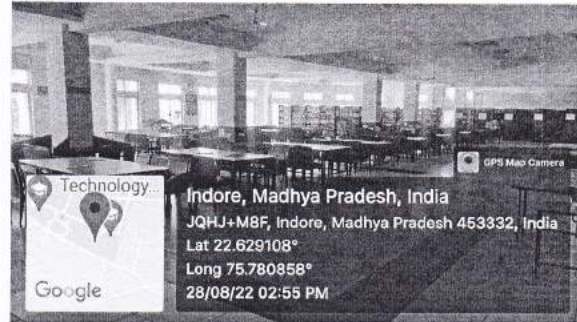 GPS Map Camera
Technology...
Google
Indore, Madhya Pradesh, India
JQHJ+M8F, Indore, Madhya Pradesh 453332, India
Lat 22.629108°
Long 75.780858°
28/08/22 02:55 PM